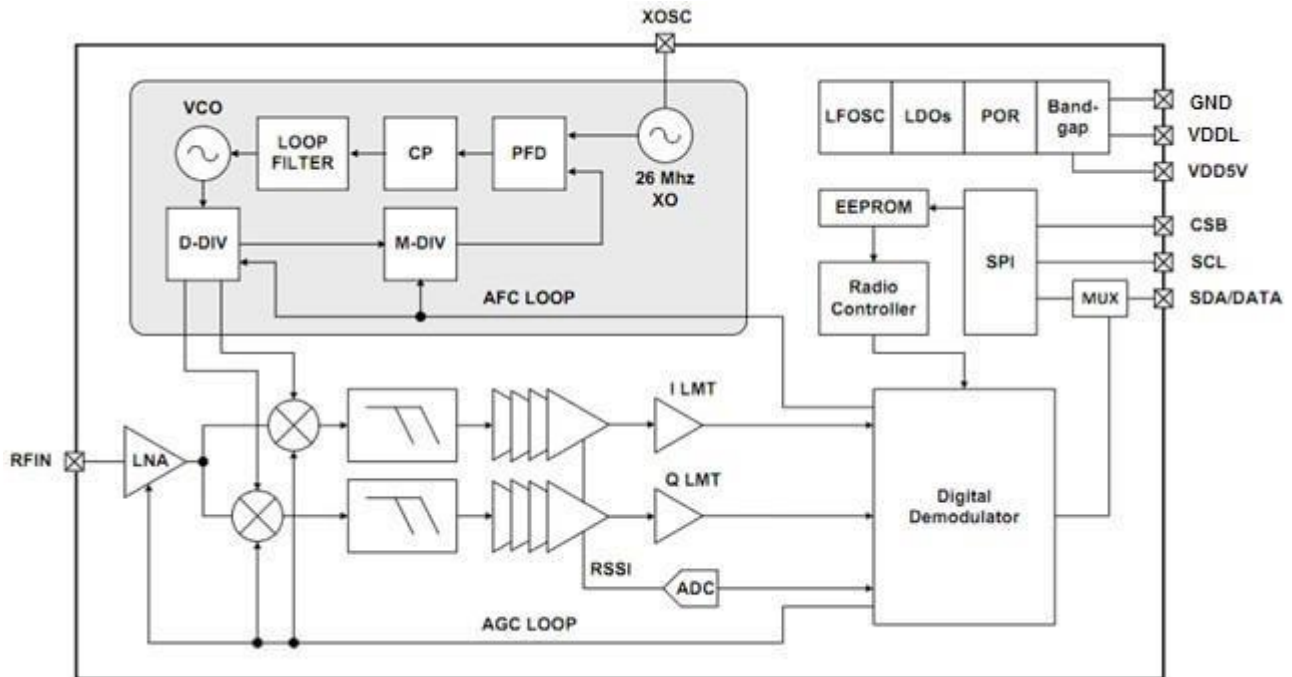 XOSC
VCO
LOOP
FILTER
CP
PFD
26 Mhz
XO
D-DIV
M-DIV
AFC LOOP
LFOSC
LDOs
POR
Band-
gap
GND
VDDL
VDD5V
EEPROM
SPI
CSB
SCL
Radio
Controller
MUX
SDA/DATA
RFIN
LNA
I LMT
Q LMT
Digital
Demodulator
RSSI
ADC
AGC LOOP